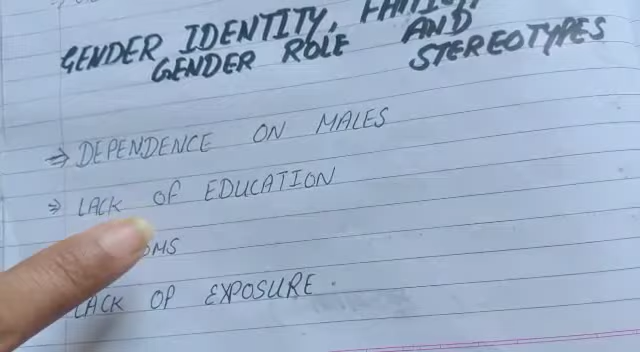 GENDER IDENTITY, AND
GENDER ROLE STEREOTYPES
⇒ DEPENDENCE ON MALES
⇒ LACK OF EDUCATION
LACK OF EXPOSURE.